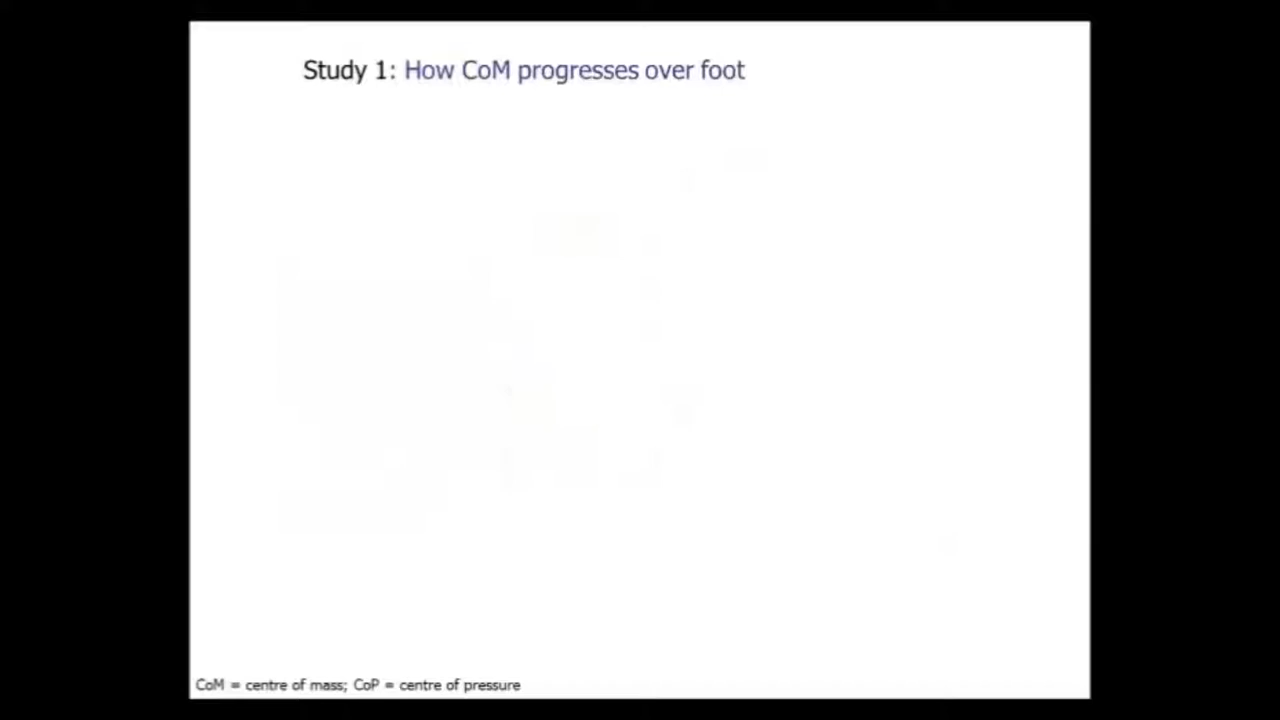 Study 1: How CoM progresses over foot
CoM = centre of mass; CoP = centre of pressure